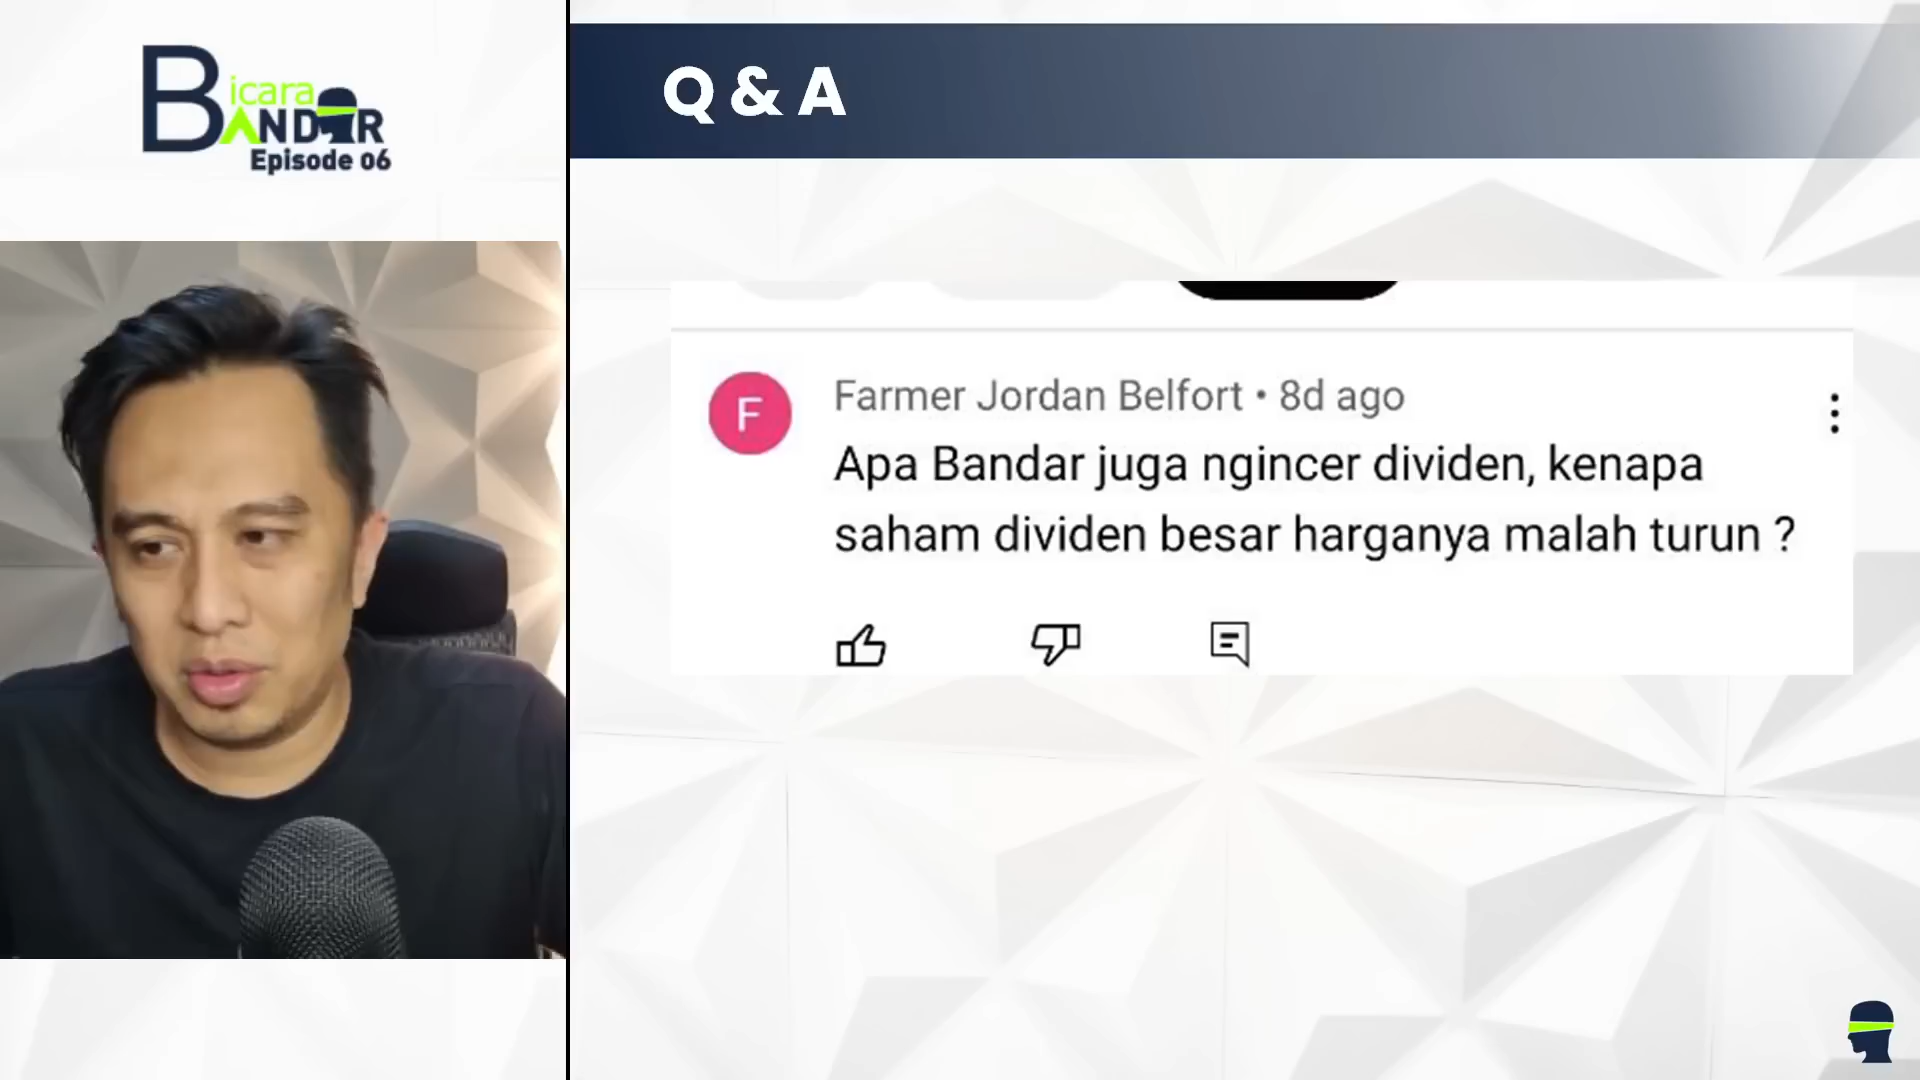 Bicara
BANDAR
Episode 06
Q & A
F
Farmer Jordan Belfort • 8d ago
Apa Bandar juga ngincer dividen, kenapa
saham dividen besar harganya malah turun ?